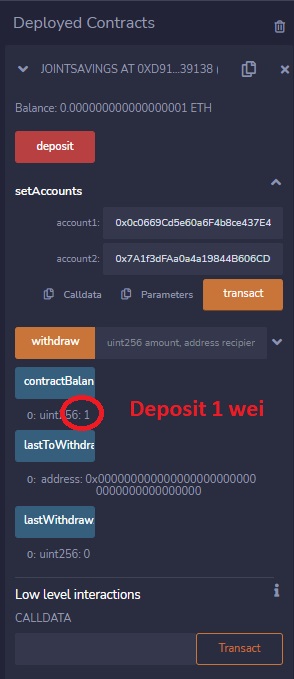 Deployed Contracts
JOINTSAVINGS AT 0XD91...39138 (
Balance: 0.000000000000000001 ETH
deposit
setAccounts
account1: 0x0c0669Cd5e60a6F4b8ce437E4
account2: 0x7A1f3dFAa0a4a19844B606CD
Calldata Parameters transact
withdraw uint256 amount, address recipier
contractBalan
0: uint256: 1 Deposit 1 wei
lastToWithdra
0: address: 0x00000000000000000000000
00000000000000000
lastWithdraw
0: uint256: 0
Low level interactions
CALLDATA
Transact